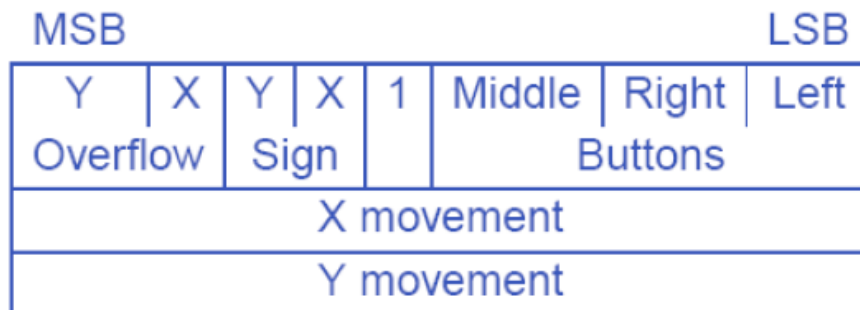 MSB LSB
Y X Y X 1 Middle Right Left
Overflow Sign Buttons
X movement
Y movement